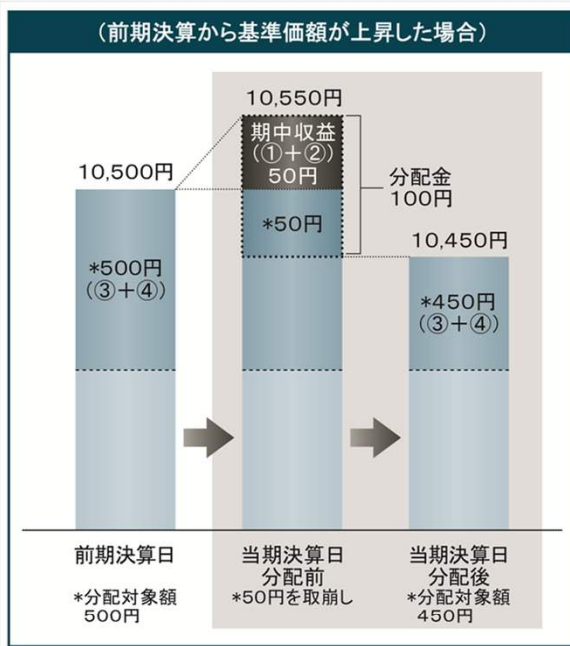 (前期決算から基準価額が上昇した場合)
10,550円
期中収益
(①+②)
50円
10,500円
分配金
100円
*50円
10,450円
*500円
(③+④)
*450円
(③+④)
前期決算日
*分配対象額
500円
当期決算日
分配前
*50円を取崩し
当期決算日
分配後
*分配対象額
450円